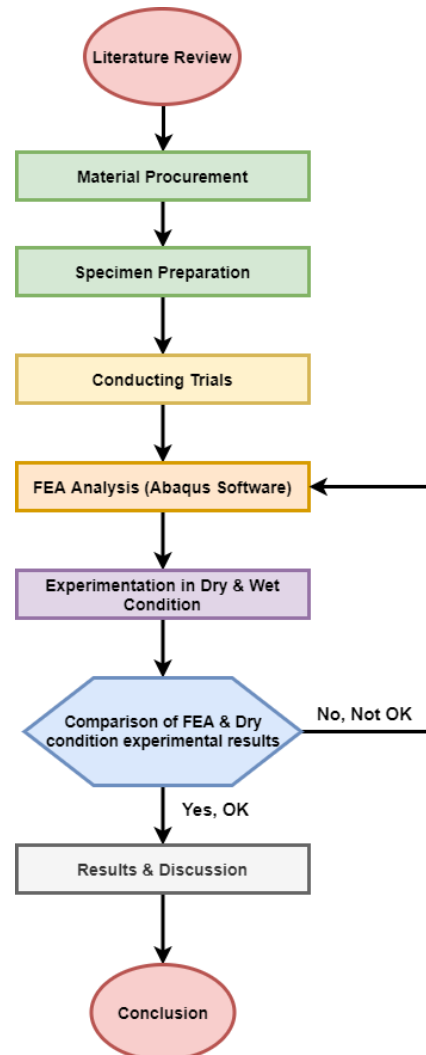 Literature Review
Material Procurement
Specimen Preparation
Conducting Trials
FEA Analysis (Abaqus Software)
Experimentation in Dry & Wet
Condition
Comparison of FEA & Dry
condition experimental results
No, Not OK
Yes, OK
Results & Discussion
Conclusion